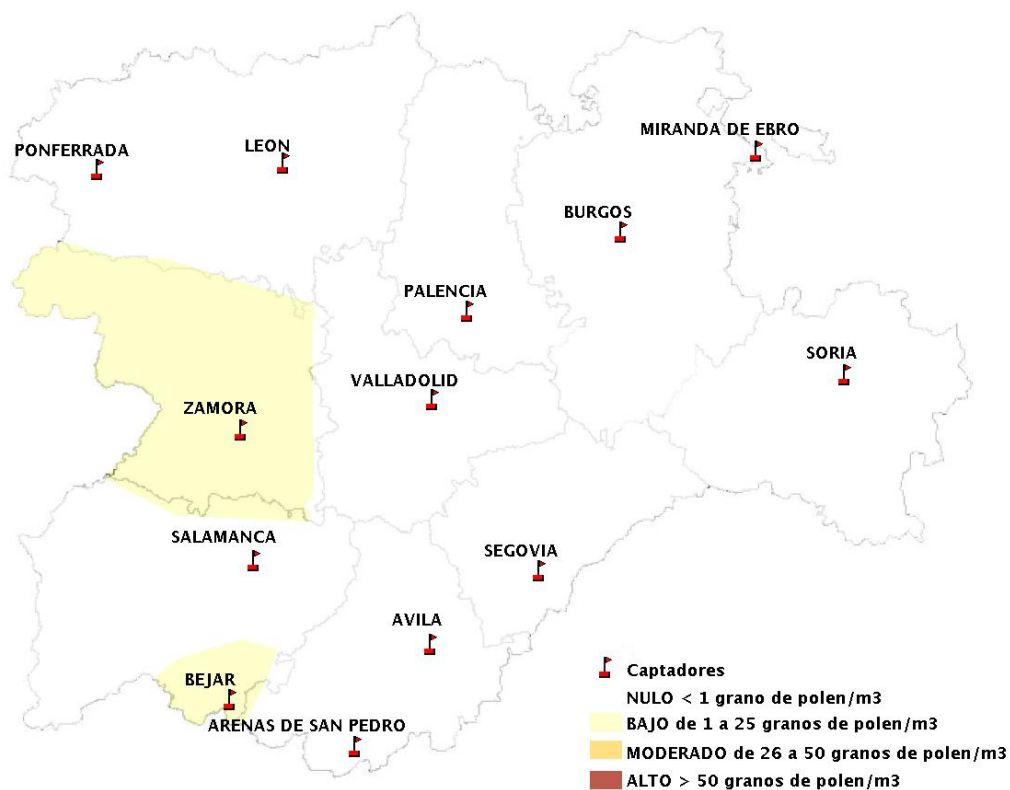 MIRANDA DE EBRO
LEON
PONFERRADA
BURGOS
PALENCIA
SORIA
VALLADOLID
ZAMORA
SALAMANCA
SEGOVIA
AVILA
BEJAR
ARENAS DE SAN PEDRO
Captadores
NULO < 1 grano de polen/m3
BAJO de 1 a 25 granos de polen/m3
MODERADO de 26 a 50 granos de polen/m3
ALTO > 50 granos de polen/m3